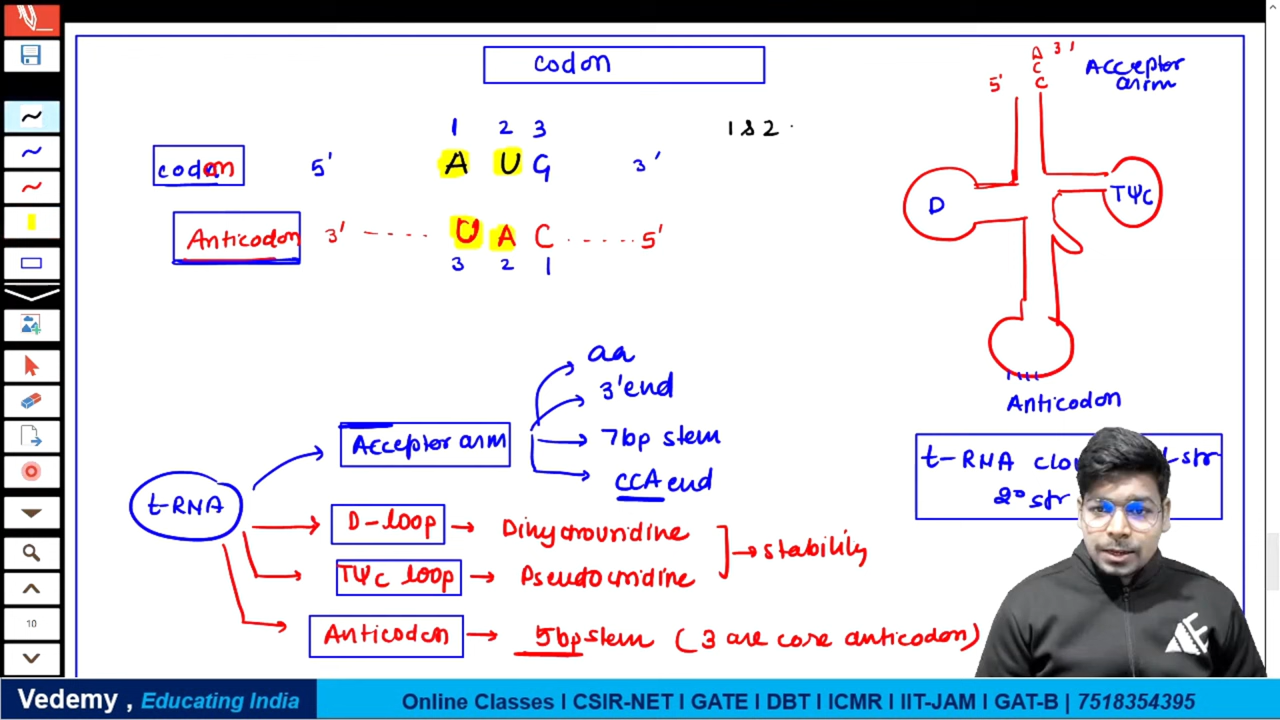 codon
1 2 3
1 & 2
codon 5' A U G 3'
Anticodon 3' U A C 5'
3 2 1
A 3'
C
C
5'
Acceptor arm
D
TΨC
Anticodon
aa
3' end
7bp stem
CCA end
Acceptor arm
t-RNA
D-loop → Dihydrouridine
TΨC loop → Pseudouridine
→ stability
Anticodon → 5bp stem (3 are core anticodon)
t-RNA str
2° str
10
Vedemy , Educating India
Online Classes I CSIR-NET I GATE I DBT I ICMR I IIT-JAM I GAT-B | 7518354395